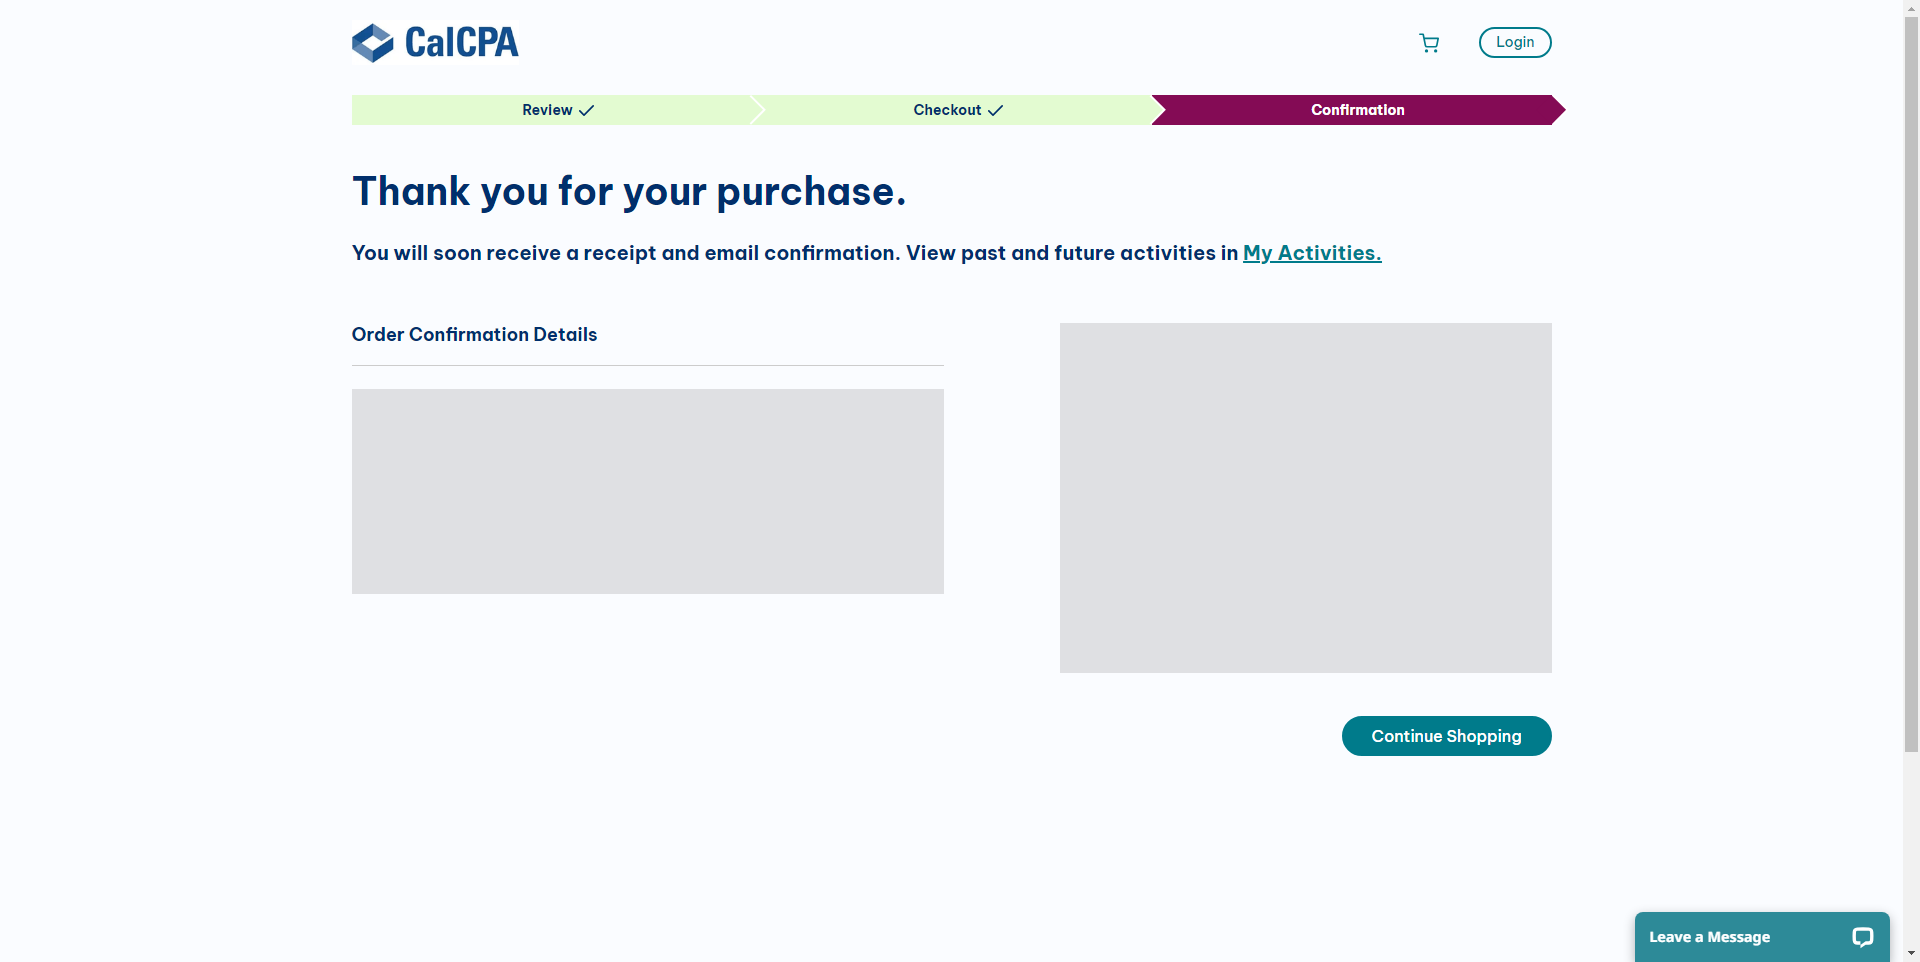 CalCPA
Login
Review
Checkout
Confirmation
Thank you for your purchase.
You will soon receive a receipt and email confirmation. View past and future activities in My Activities.
Order Confirmation Details
Continue Shopping
Leave a Message